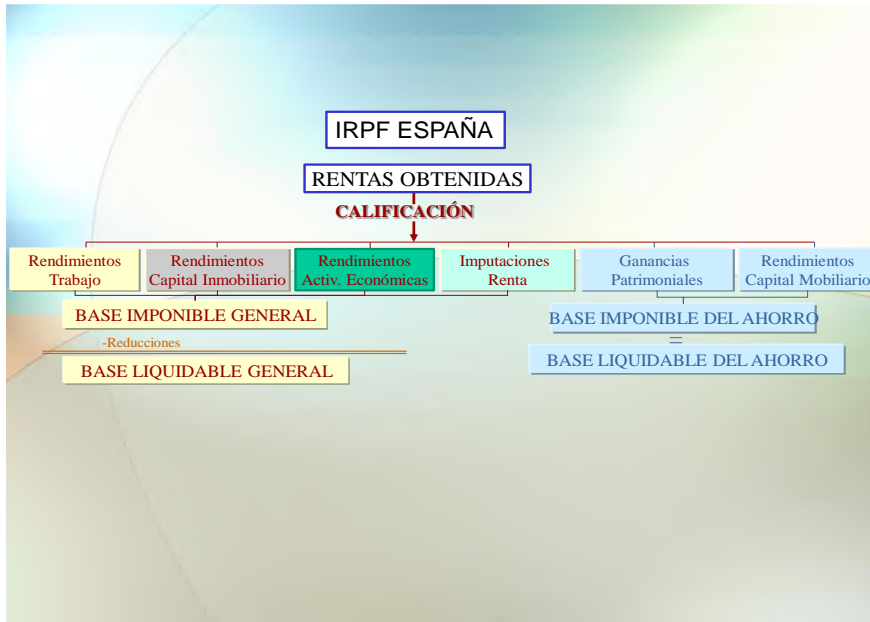 IRPF ESPAÑA
RENTAS OBTENIDAS
CALIFICACIÓN
Rendimientos
Trabajo
Rendimientos
Capital Inmobiliario
Rendimientos
Activ. Económicas
Imputaciones
Renta
Ganancias
Patrimoniales
Rendimientos
Capital Mobiliario
BASE IMPONIBLE GENERAL
BASE IMPONIBLE DEL AHORRO
-Reducciones
=
BASE LIQUIDABLE GENERAL
BASE LIQUIDABLE DEL AHORRO